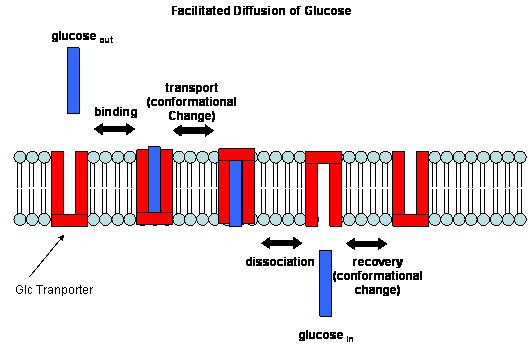 Facilitated Diffusion of Glucose
glucose out
binding
transport
(conformational
Change)
dissociation
recovery
(conformational
change)
Glc Tranporter
glucose in